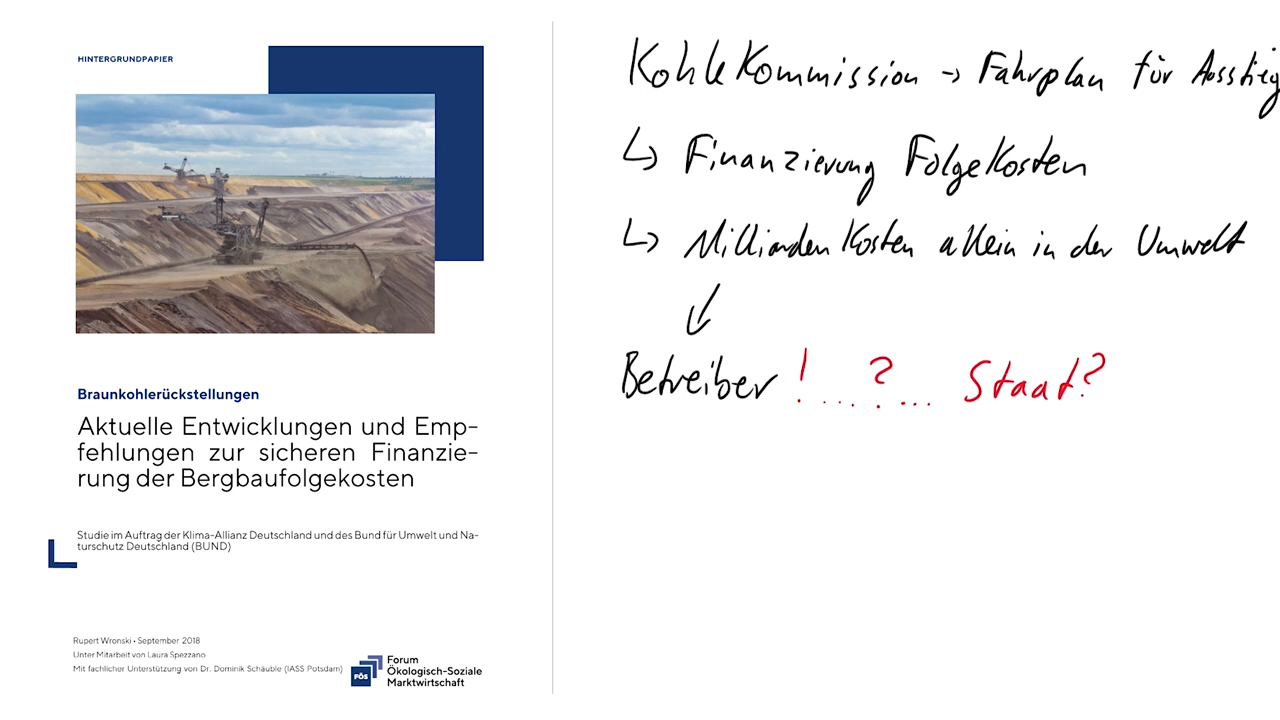 HINTERGRUNDPAPIER
Braunkohlerückstellungen
Aktuelle Entwicklungen und Emp-
fehlungen zur sicheren Finanzie-
rung der Bergbaufolgekosten
Studie im Auftrag der Klima-Allianz Deutschland und des Bund für Umwelt und Na-
turschutz Deutschland (BUND)
Rupert Wronski • September 2018
Unter Mitarbeit von Laura Spezzano
Mit fachlicher Unterstützung von Dr. Dominik Schäuble (IASS Potsdam)
FÖS
Forum
Ökologisch-Soziale
Marktwirtschaft
Kohlekommission → Fahrplan für Ausstieg
↳ Finanzierung Folgekosten
↳ Milliardenkosten allein in der Umwelt
↙
Betreiber ! ... ? ... Staat?